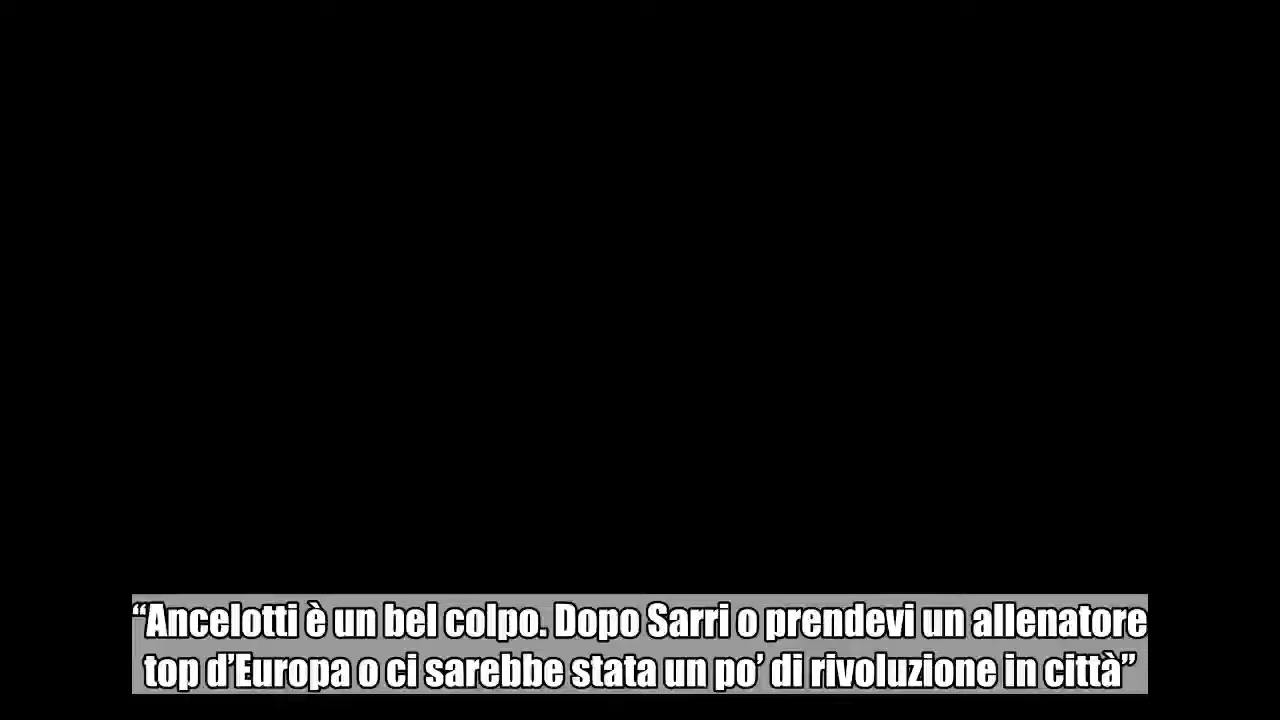 “Ancelotti è un bel colpo. Dopo Sarri o prendevi un allenatore
top d’Europa o ci sarebbe stata un po’ di rivoluzione in città”